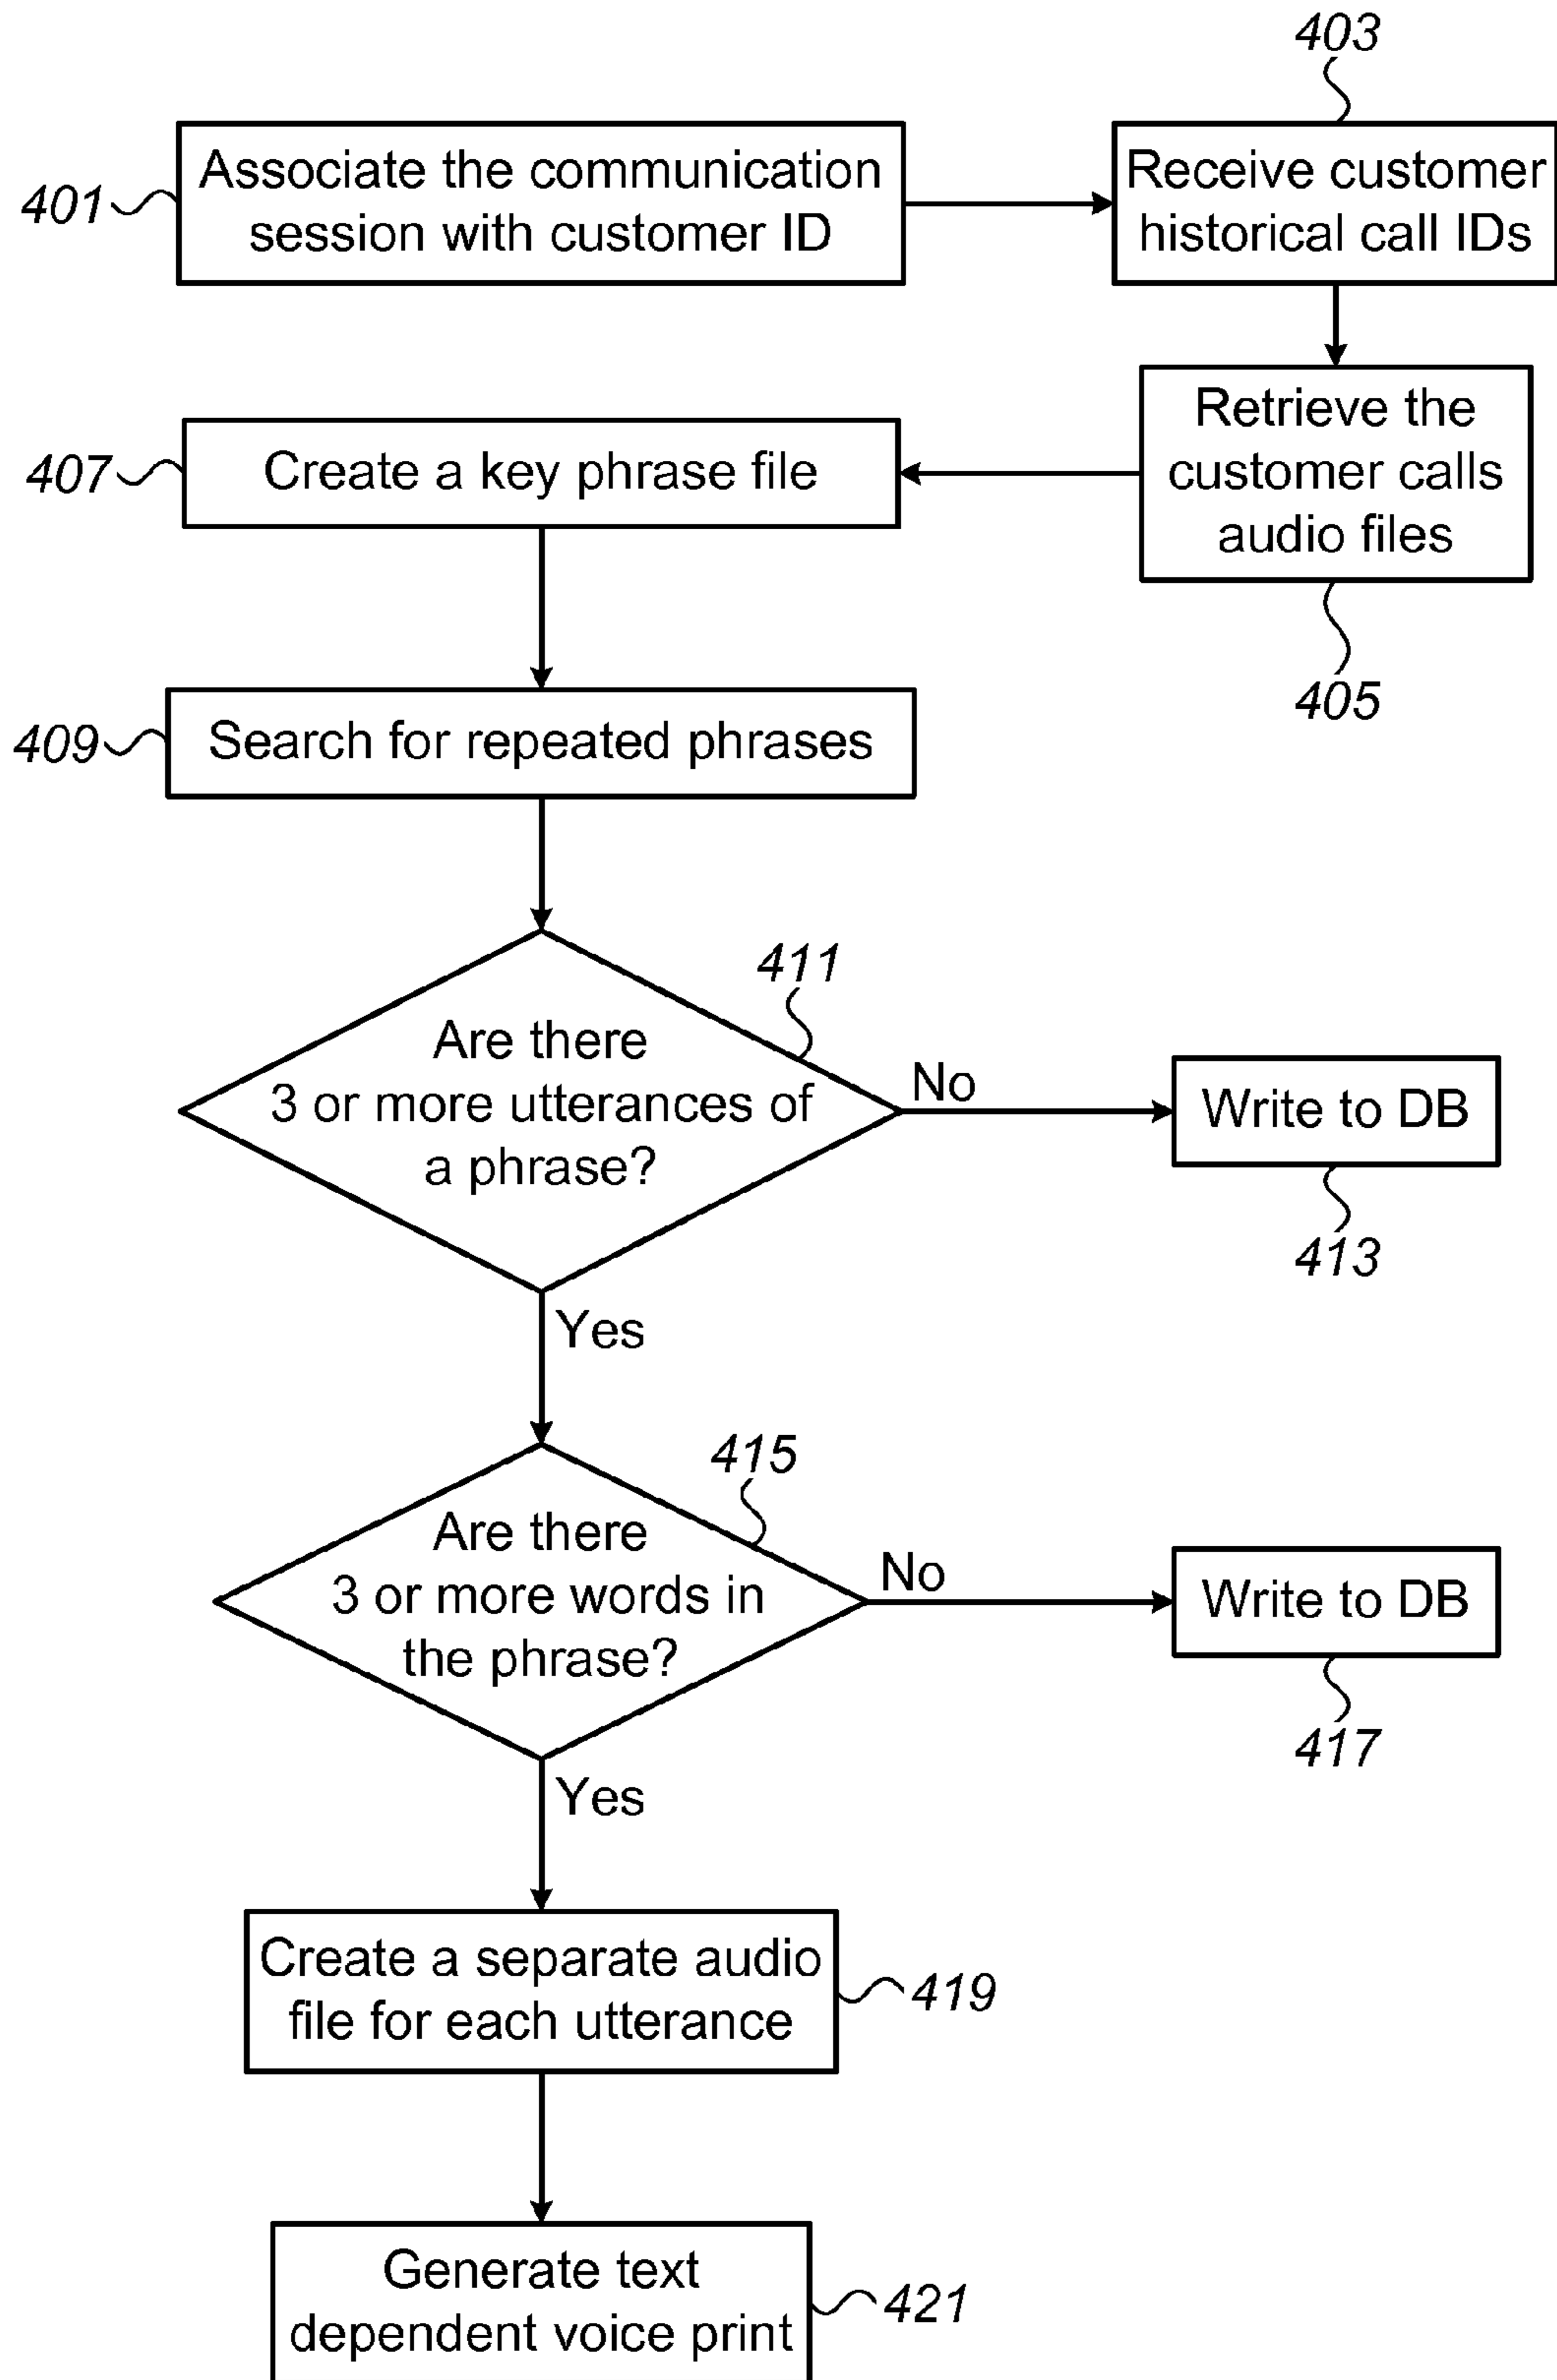 403
401
Associate the communication
session with customer ID
Receive customer
historical call IDs
407
Create a key phrase file
Retrieve the
customer calls
audio files
405
409
Search for repeated phrases
411
Are there
3 or more utterances of
a phrase?
No
Write to DB
413
Yes
415
Are there
3 or more words in
the phrase?
No
Write to DB
417
Yes
Create a separate audio
file for each utterance
419
Generate text
dependent voice print
421